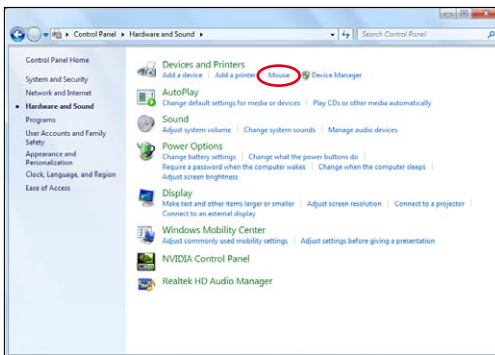 Control Panel Hardware and Sound Search Control Panel
Control Panel Home
System and Security
Network and Internet
Hardware and Sound
Programs
User Accounts and Family
Safety
Appearance and
Personalization
Clock, Language, and Region
Ease of Access
Devices and Printers
Add a device Add a printer Mouse Device Manager
AutoPlay
Change default settings for media or devices Play CDs or other media automatically
Sound
Adjust system volume Change system sounds Manage audio devices
Power Options
Change battery settings Change what the power buttons do
Require a password when the computer wakes Change when the computer sleeps
Adjust screen brightness
Display
Make text and other items larger or smaller Adjust screen resolution Connect to a projector
Connect to an external display
Windows Mobility Center
Adjust commonly used mobility settings Adjust settings before giving a presentation
NVIDIA Control Panel
Realtek HD Audio Manager